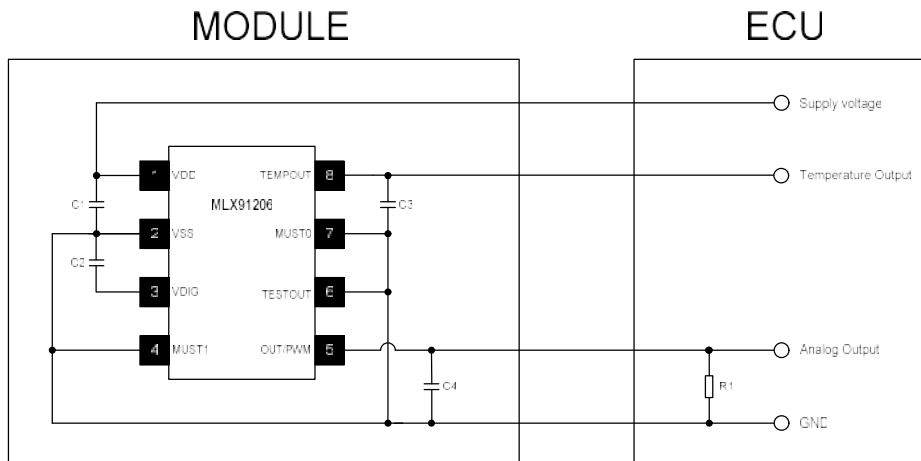 MODULE
ECU
Supply voltage
1 VDD TEMPOUT 8
Temperature Output
MLX91206
C1
C3
2 VSS MUST0 7
C2
3 VDIG TESTOUT 6
4 MUST1 OUT/PWM 5
Analog Output
C4
R1
GND